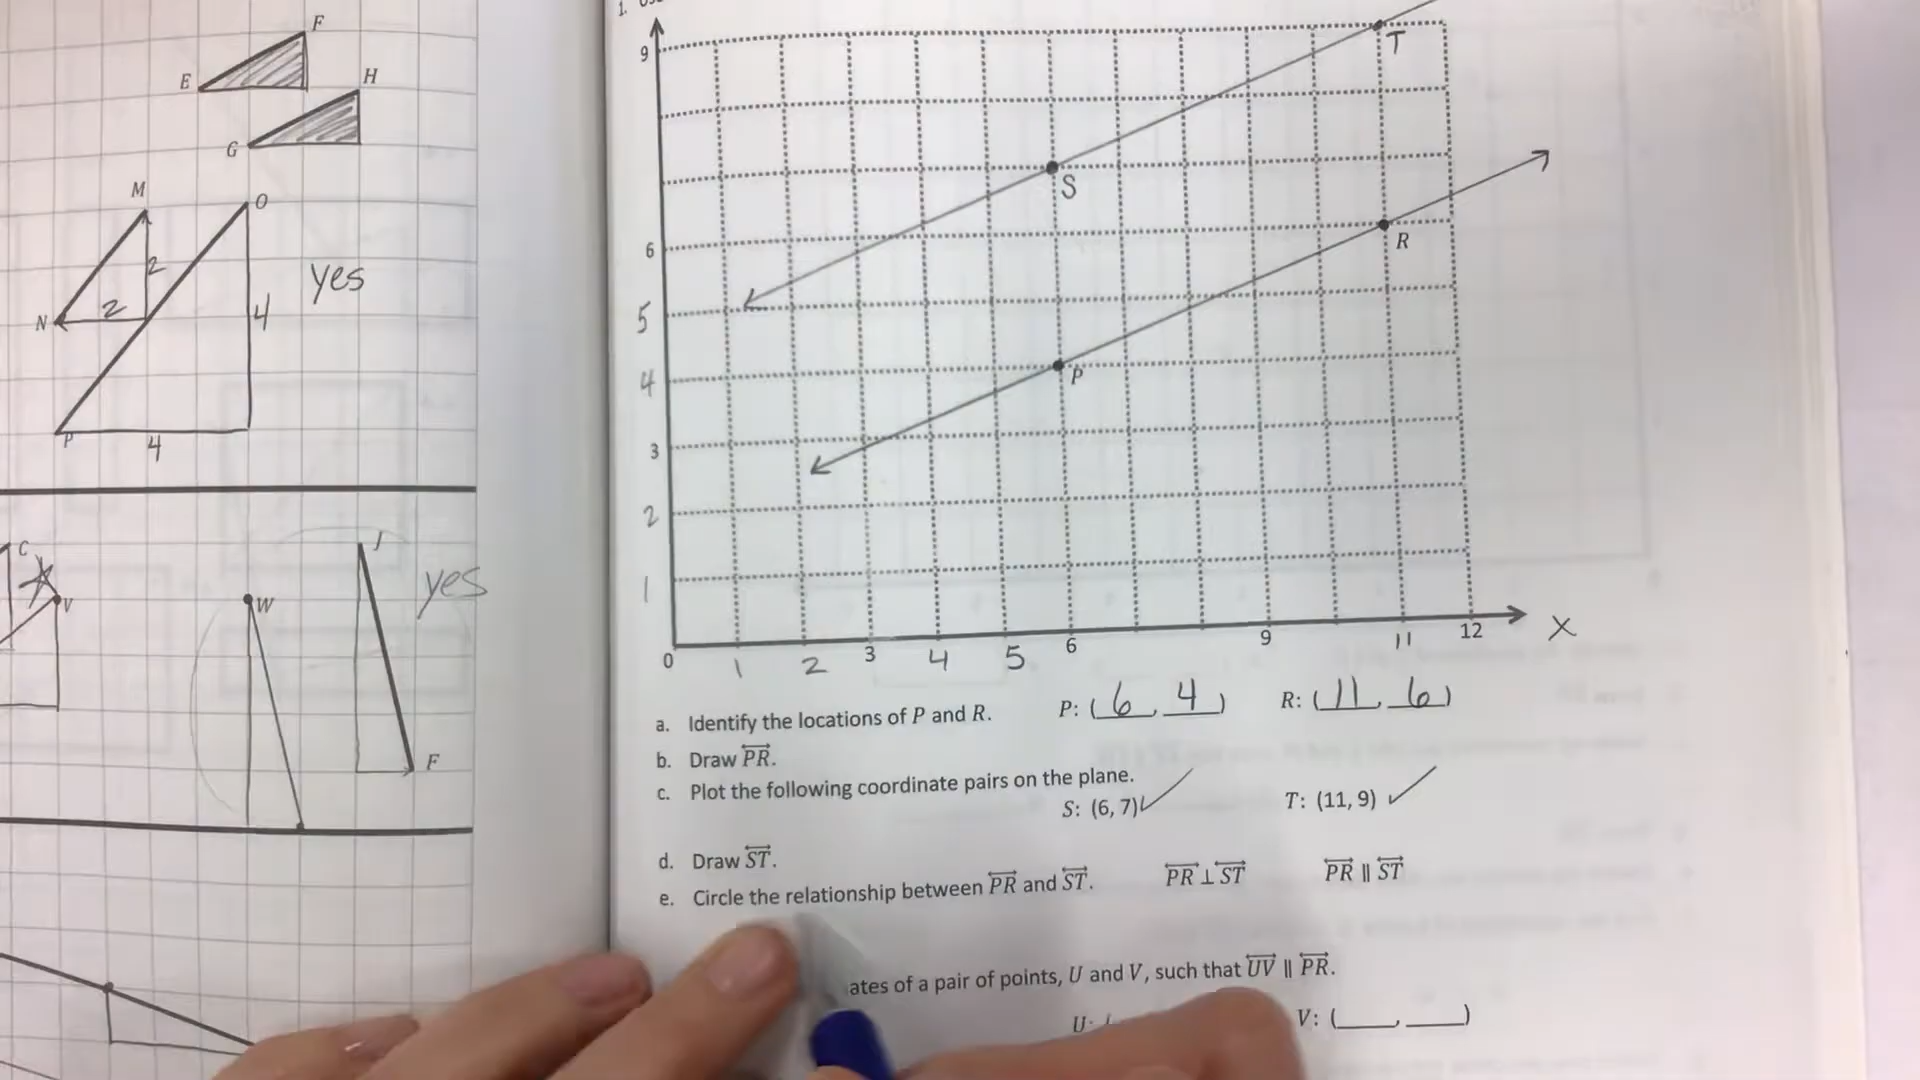 F
E
H
G
M
O
2
yes
2
4
N
P
4
C
J
yes
V
W
F
1.
9
T
S
6
R
5
4
P
3
2
1
0 1 2 3 4 5 6 9 11 12 X
a. Identify the locations of P and R. P: (6, 4) R: (11, 6)
b. Draw PR.
c. Plot the following coordinate pairs on the plane.
S: (6, 7) T: (11, 9)
d. Draw ST.
e. Circle the relationship between PR and ST. PR ⊥ ST PR ∥ ST
ates of a pair of points, U and V, such that UV ∥ PR.
U: V: (____, ____)